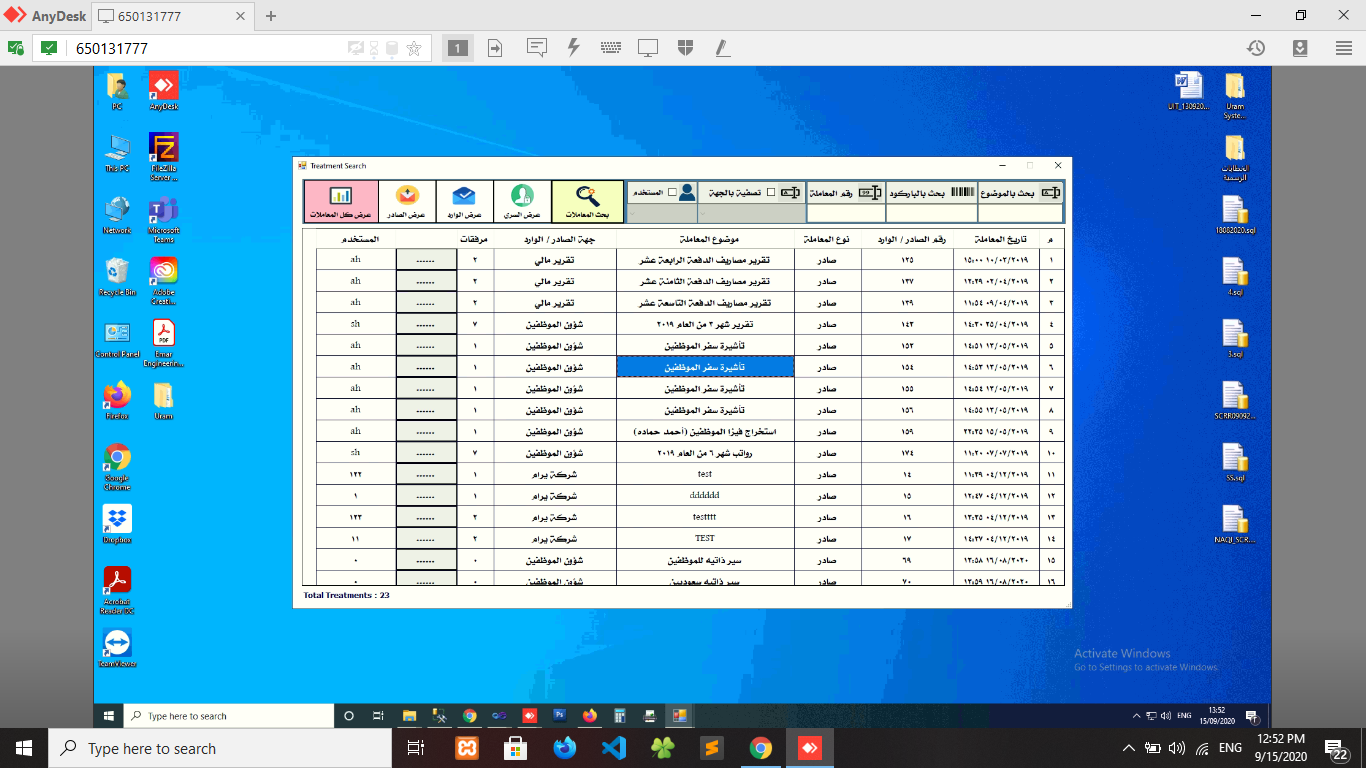 AnyDesk
650131777
650131777
1
PC
AnyDesk
This PC
FileZilla Server ...
Network
Microsoft Teams
Recycle Bin
Adobe Creati...
Control Panel
Emar Engineerin...
Firefox
Uram
Google Chrome
Dropbox
Acrobat Reader DC
TeamViewer
UIT_130920...
Uram Syste...
الخطابات الرسمية
18082020.sql
4.sql
3.sql
SCRR09092...
SS.sql
NAQI_SCR...
Treatment Search
بحث بالموضوع
بحث بالباركود
رقم المعاملة
تصفية بالجهة
المستخدم
بحث المعاملات
عرض السري
عرض الوارد
عرض الصادر
عرض كل المعاملات
م تاريخ المعاملة رقم الصادر / الوارد نوع المعاملة موضوع المعاملة جهة الصادر / الوارد مرفقات المستخدم
١ ١٠/٠٢/٢٠١٩ ١٥:٠٠ ١٢٥ صادر تقرير مصاريف الدفعة الرابعة عشر تقرير مالي ٢ ------ ah
٢ ٠٢/٠٤/٢٠١٩ ١٢:٢٩ ١٣٧ صادر تقرير مصاريف الدفعة الثامنة عشر تقرير مالي ٢ ------ ah
٣ ٠٩/٠٤/٢٠١٩ ١١:٥٤ ١٣٩ صادر تقرير مصاريف الدفعة التاسعة عشر تقرير مالي ٢ ------ ah
٤ ٢٥/٠٤/٢٠١٩ ١٤:٢٠ ١٤٣ صادر تقرير شهر ٣ من العام ٢٠١٩ شؤون الموظفين ٧ ------ sh
٥ ١٣/٠٥/٢٠١٩ ١٤:٥١ ١٥٣ صادر تأشيرة سفر الموظفين شؤون الموظفين ١ ------ ah
٦ ١٣/٠٥/٢٠١٩ ١٤:٥٣ ١٥٤ صادر تأشيرة سفر الموظفين شؤون الموظفين ١ ------ ah
٧ ١٣/٠٥/٢٠١٩ ١٤:٥٤ ١٥٥ صادر تأشيرة سفر الموظفين شؤون الموظفين ١ ------ ah
٨ ١٣/٠٥/٢٠١٩ ١٤:٥٥ ١٥٦ صادر تأشيرة سفر الموظفين شؤون الموظفين ١ ------ ah
٩ ١٥/٠٥/٢٠١٩ ٢٢:٢٥ ١٥٩ صادر استخراج فيزا الموظفين (أحمد حماده) شؤون الموظفين ١ ------ ah
١٠ ٠٧/٠٧/٢٠١٩ ١١:٢٠ ١٧٤ صادر رواتب شهر ٦ من العام ٢٠١٩ شؤون الموظفين ٧ ------ sh
١١ ٠٤/١٢/٢٠١٩ ١١:٢٩ ١٤ صادر test شركة يرام ١ ------ ١٢٢
١٢ ٠٤/١٢/٢٠١٩ ١٢:٤٧ ١٥ صادر dddddd شركة يرام ١ ------ ١
١٣ ٠٤/١٢/٢٠١٩ ١٣:٢٥ ١٦ صادر testttt شركة يرام ٢ ------ ١٢٣
١٤ ٠٤/١٢/٢٠١٩ ١٤:٣٧ ١٧ صادر TEST شركة يرام ٢ ------ ١١
١٥ ١٦/٠٨/٢٠٢٠ ١٣:٥٨ ٦٩ صادر سير ذاتيه للموظفين شؤون الموظفين ٠ ------ ٠
١٦ ١٦/٠٨/٢٠٢٠ ١٣:٥٩ ٧٠ صادر سير ذاتيه سعوديين شؤون الموظفين ٠ ------ ٠
Total Treatments : 23
Activate Windows
Go to Settings to activate Windows.
Type here to search
ENG
13:52
15/09/2020
Type here to search
ENG
12:52 PM
9/15/2020
22